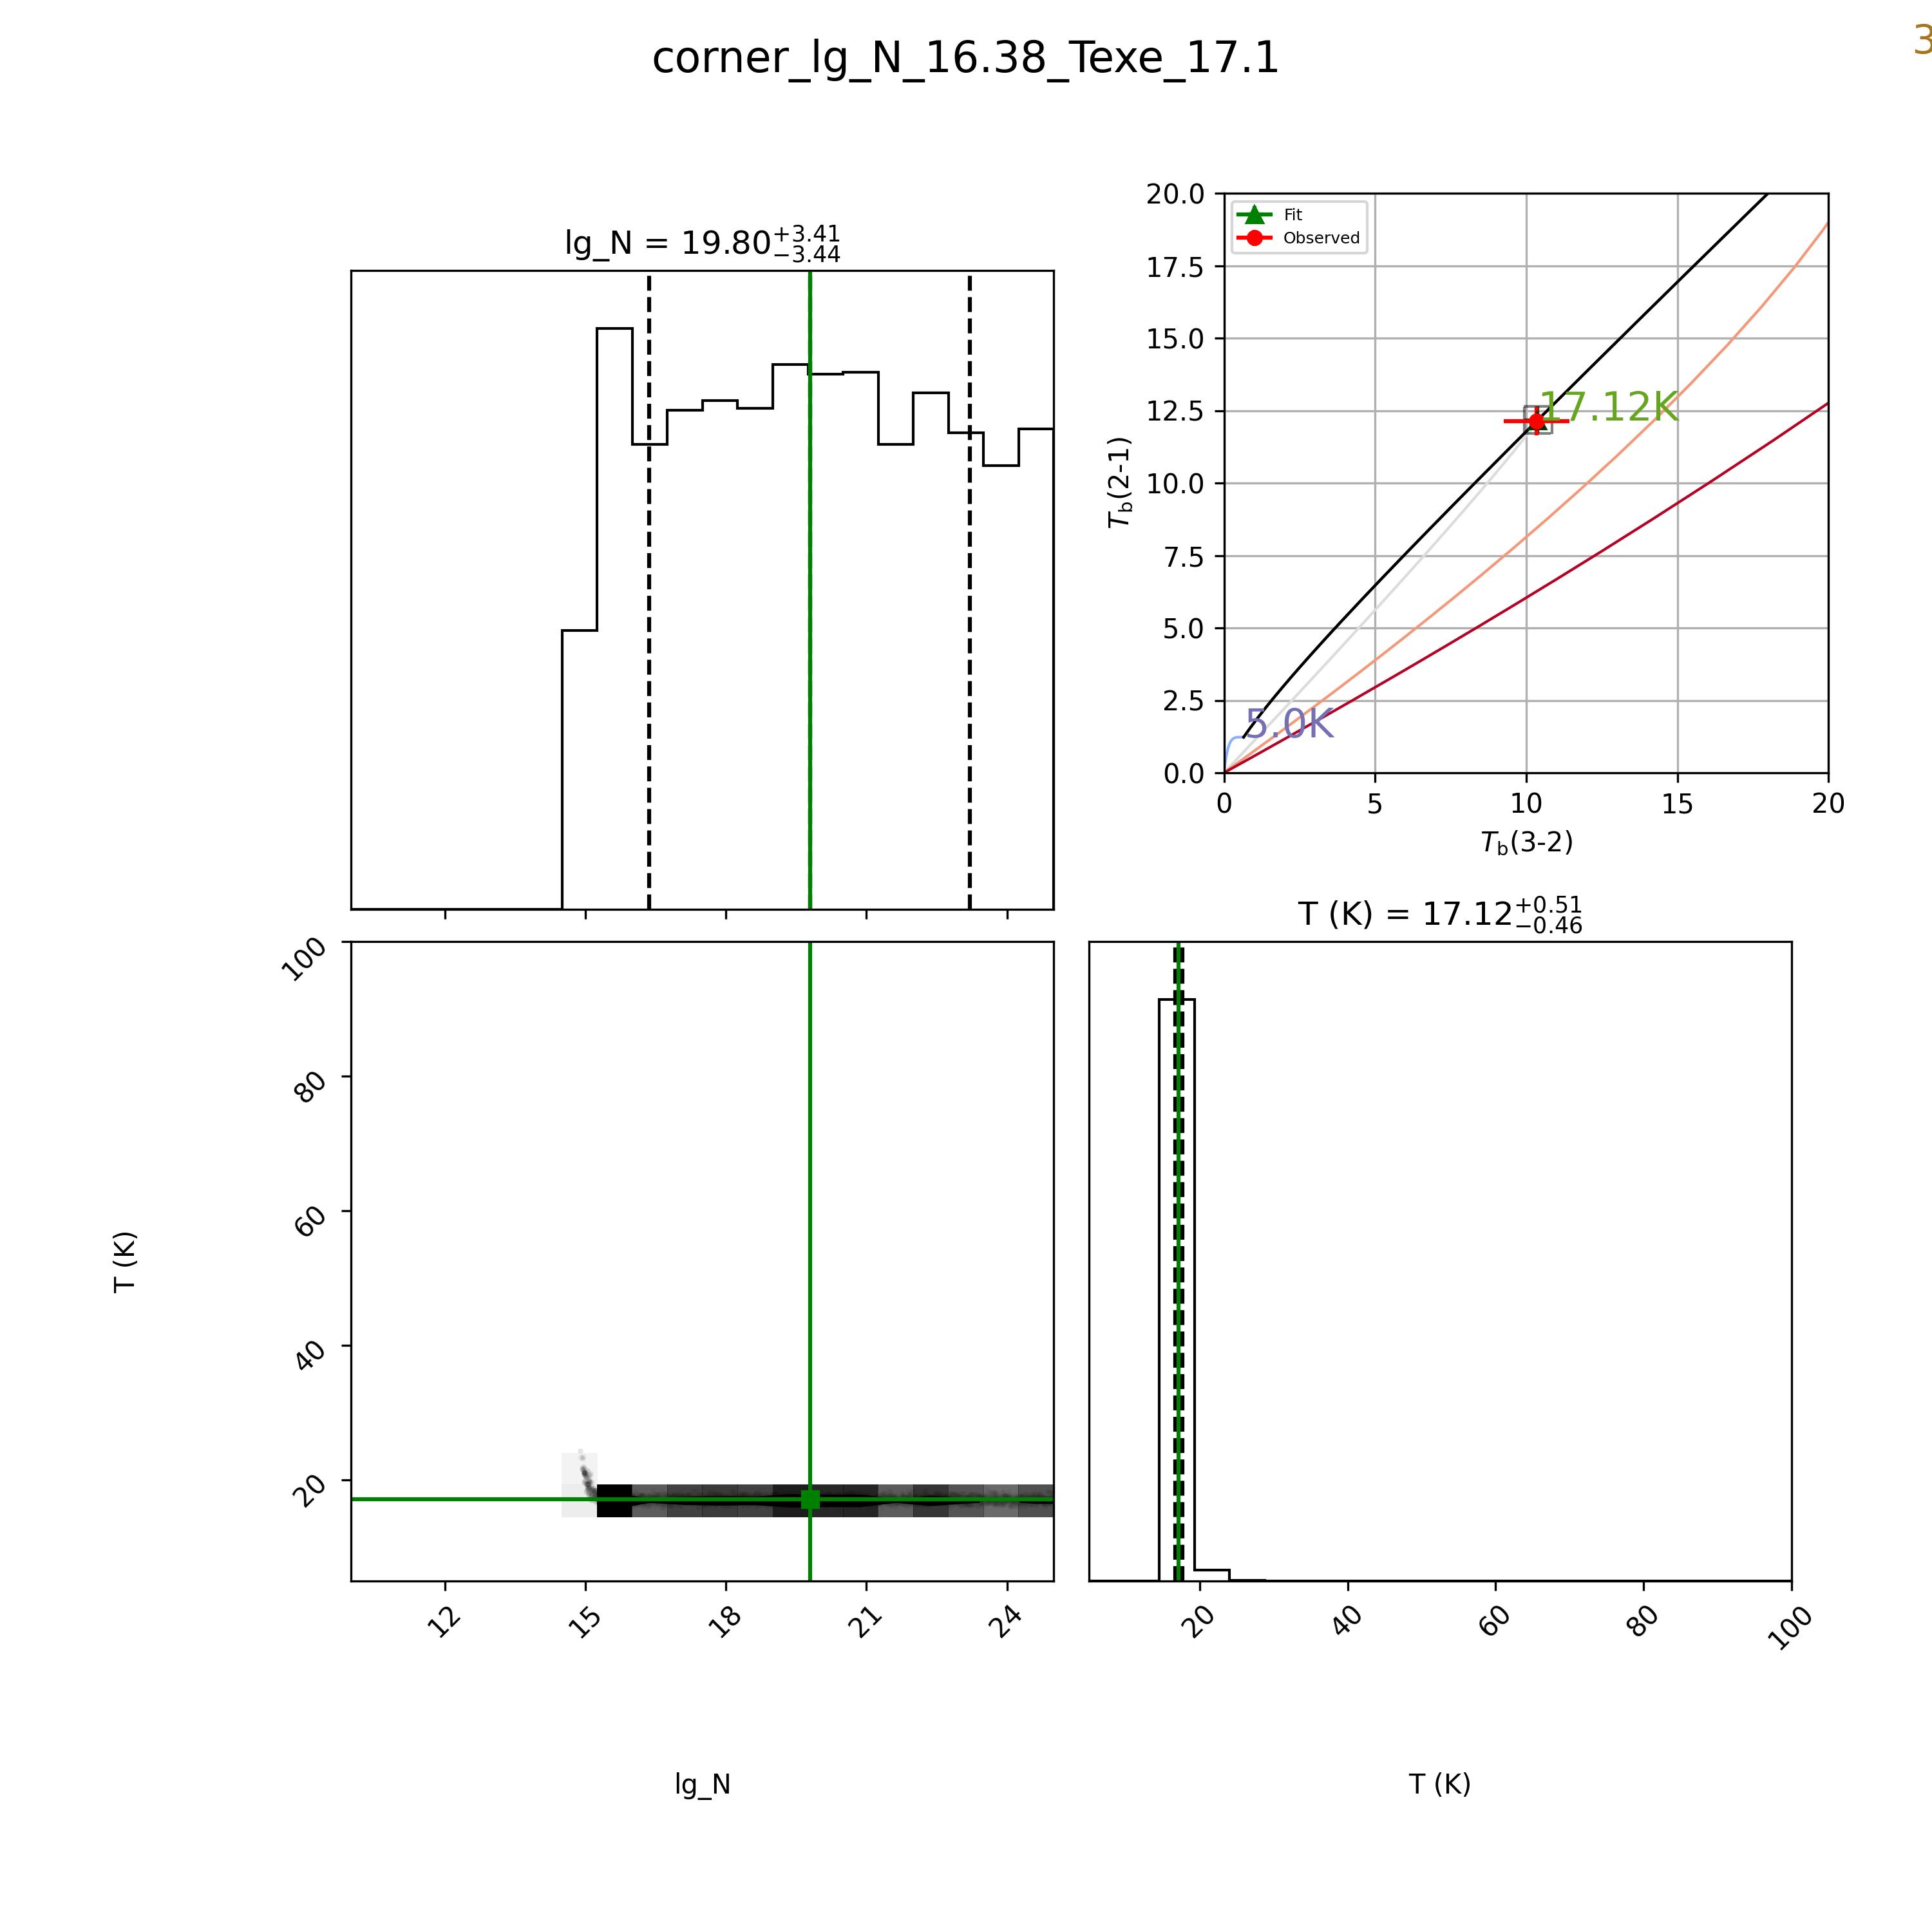 corner_lg_N_16.38_Texe_17.1
3
lg_N = 19.80+3.41−3.44
20.0
17.5
15.0
12.5
10.0
7.5
5.0
2.5
0.0
Tb(2-1)
Fit
Observed
17.12K
5.0K
0 5 10 15 20
Tb(3-2)
T (K) = 17.12+0.51−0.46
100
80
60
40
20
T (K)
12 15 18 21 24
lg_N
20 40 60 80 100
T (K)